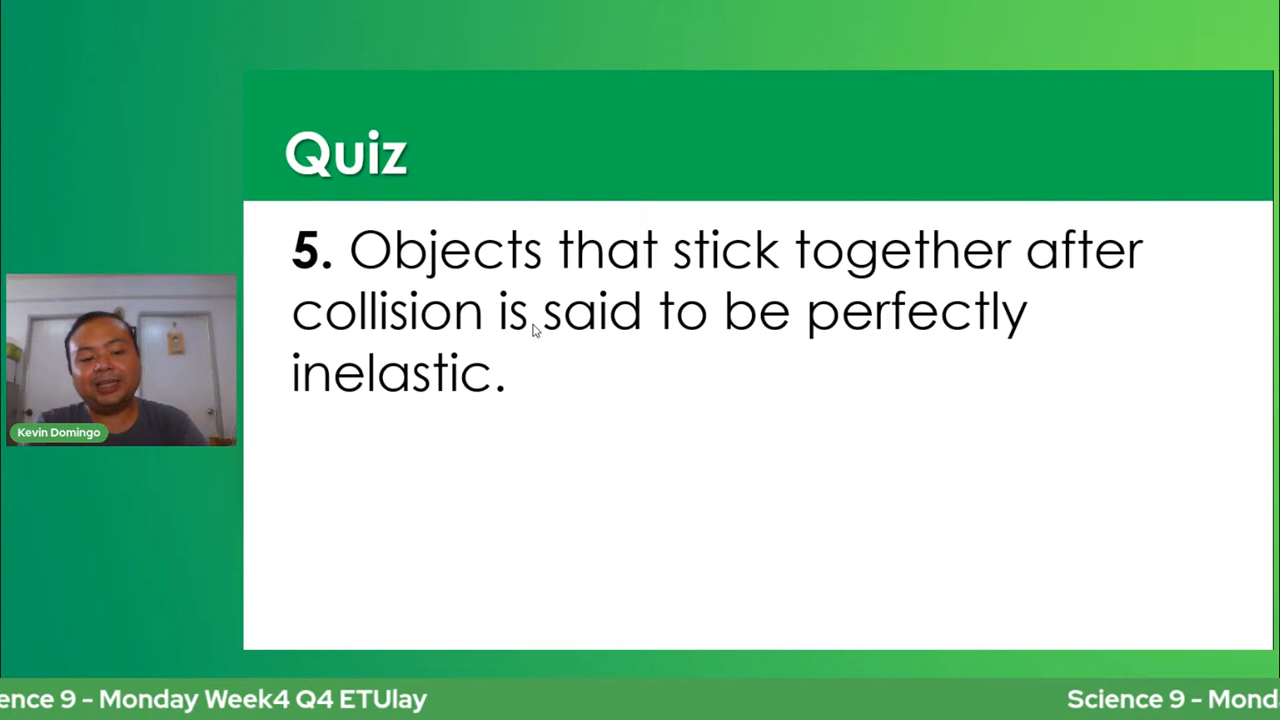 Quiz
5. Objects that stick together after
collision is said to be perfectly
inelastic.
Kevin Domingo
ence 9 - Monday Week4 Q4 ETUlay
Science 9 - Mond